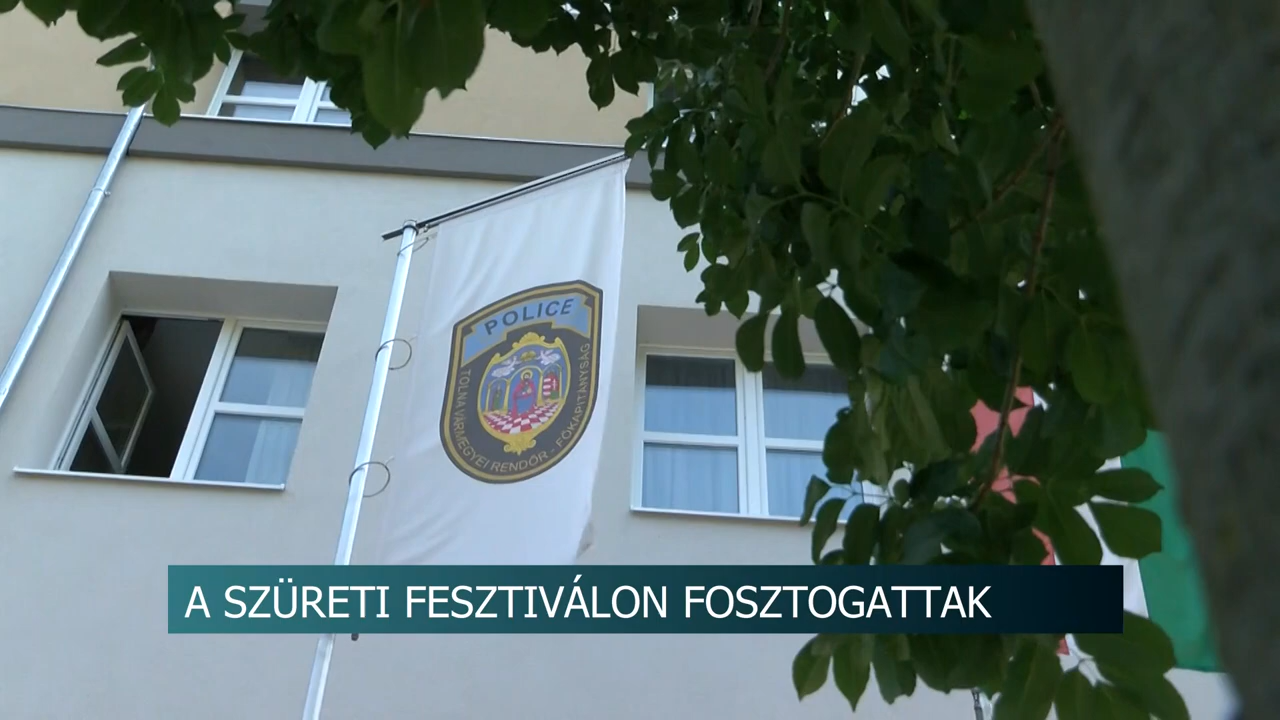 POLICE
TOLNA VÁRMEGYEI RENDŐR-FŐKAPITÁNYSÁG
A SZÜRETI FESZTIVÁLON FOSZTOGATTAK